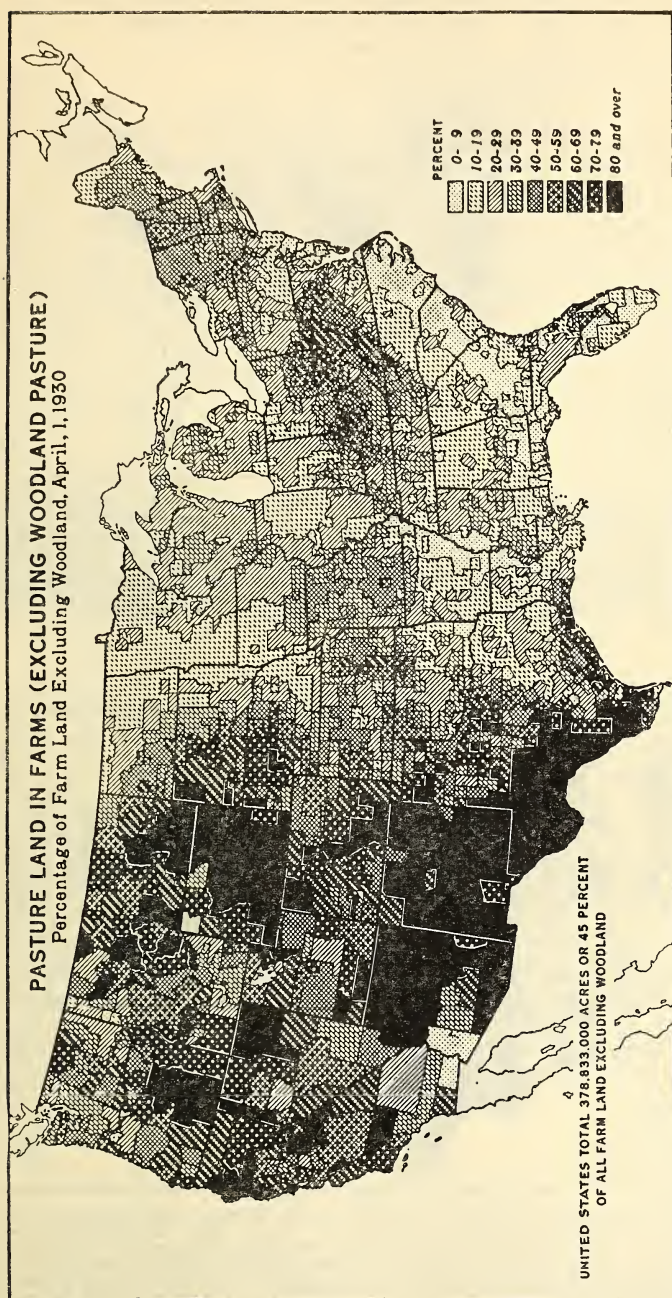 PASTURE LAND IN FARMS (EXCLUDING WOODLAND PASTURE)
Percentage of Farm Land Excluding Woodland, April, 1, 1930
PERCENT
0- 9
10-19
20-29
30-39
40-49
50-59
60-69
70-79
80 and over
UNITED STATES TOTAL 378,833,000 ACRES OR 45 PERCENT
OF ALL FARM LAND EXCLUDING WOODLAND